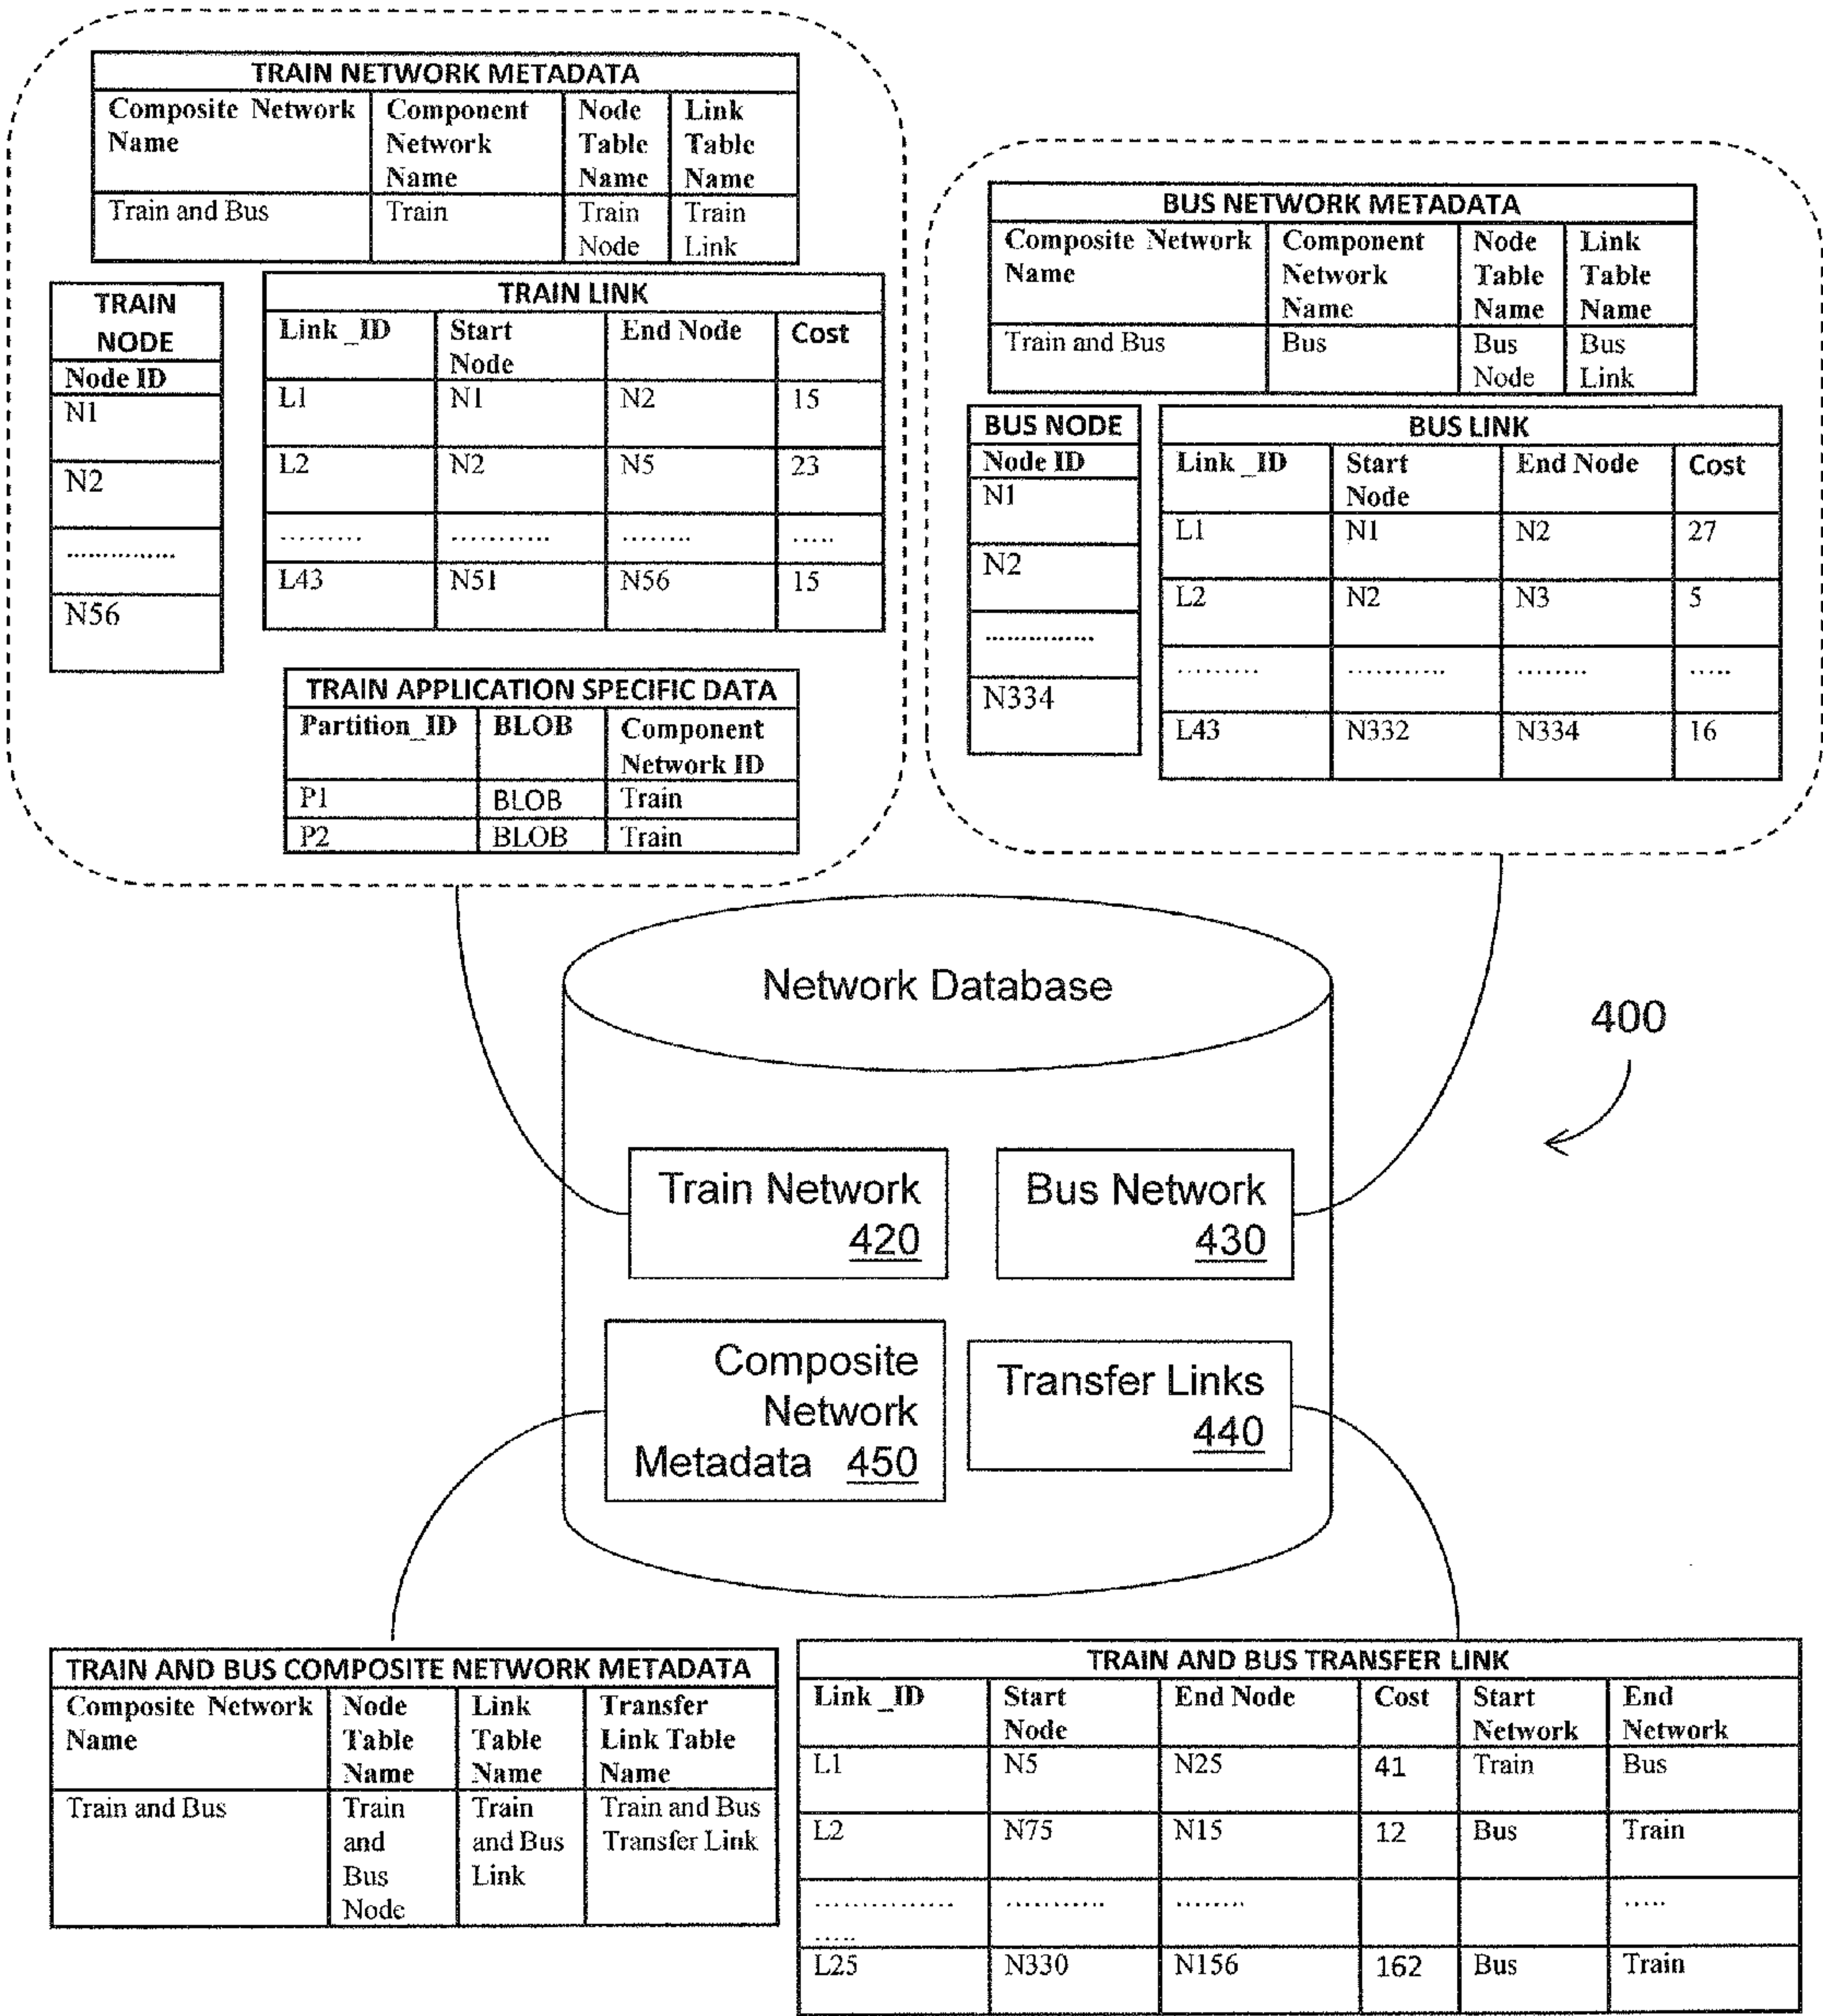 TRAIN NETWORK METADATA
Composite Network Name Component Network Name Node Table Name Link Table Name
Train and Bus Train Train Node Train Link
TRAIN NODE
Node ID
N1
N2
...............
N56
TRAIN LINK
Link _ID Start Node End Node Cost
L1 N1 N2 15
L2 N2 N5 23
......... ........... ........ .....
L43 N51 N56 15
TRAIN APPLICATION SPECIFIC DATA
Partition_ID BLOB Component Network ID
P1 BLOB Train
P2 BLOB Train
BUS NETWORK METADATA
Composite Network Name Component Network Name Node Table Name Link Table Name
Train and Bus Bus Bus Node Bus Link
BUS NODE
Node ID
N1
N2
...............
N334
BUS LINK
Link _ID Start Node End Node Cost
L1 N1 N2 27
L2 N2 N3 5
......... ........... ........ .....
L43 N332 N334 16
Network Database
400
Train Network
420
Bus Network
430
Composite
Network
Metadata 450
Transfer Links
440
TRAIN AND BUS COMPOSITE NETWORK METADATA
Composite Network Name Node Table Name Link Table Name Transfer Link Table Name
Train and Bus Train and Bus Node Train and Bus Link Train and Bus Transfer Link
TRAIN AND BUS TRANSFER LINK
Link _ID Start Node End Node Cost Start Network End Network
L1 N5 N25 41 Train Bus
L2 N75 N15 12 Bus Train
............... ........... ........ .....
.....
L25 N330 N156 162 Bus Train